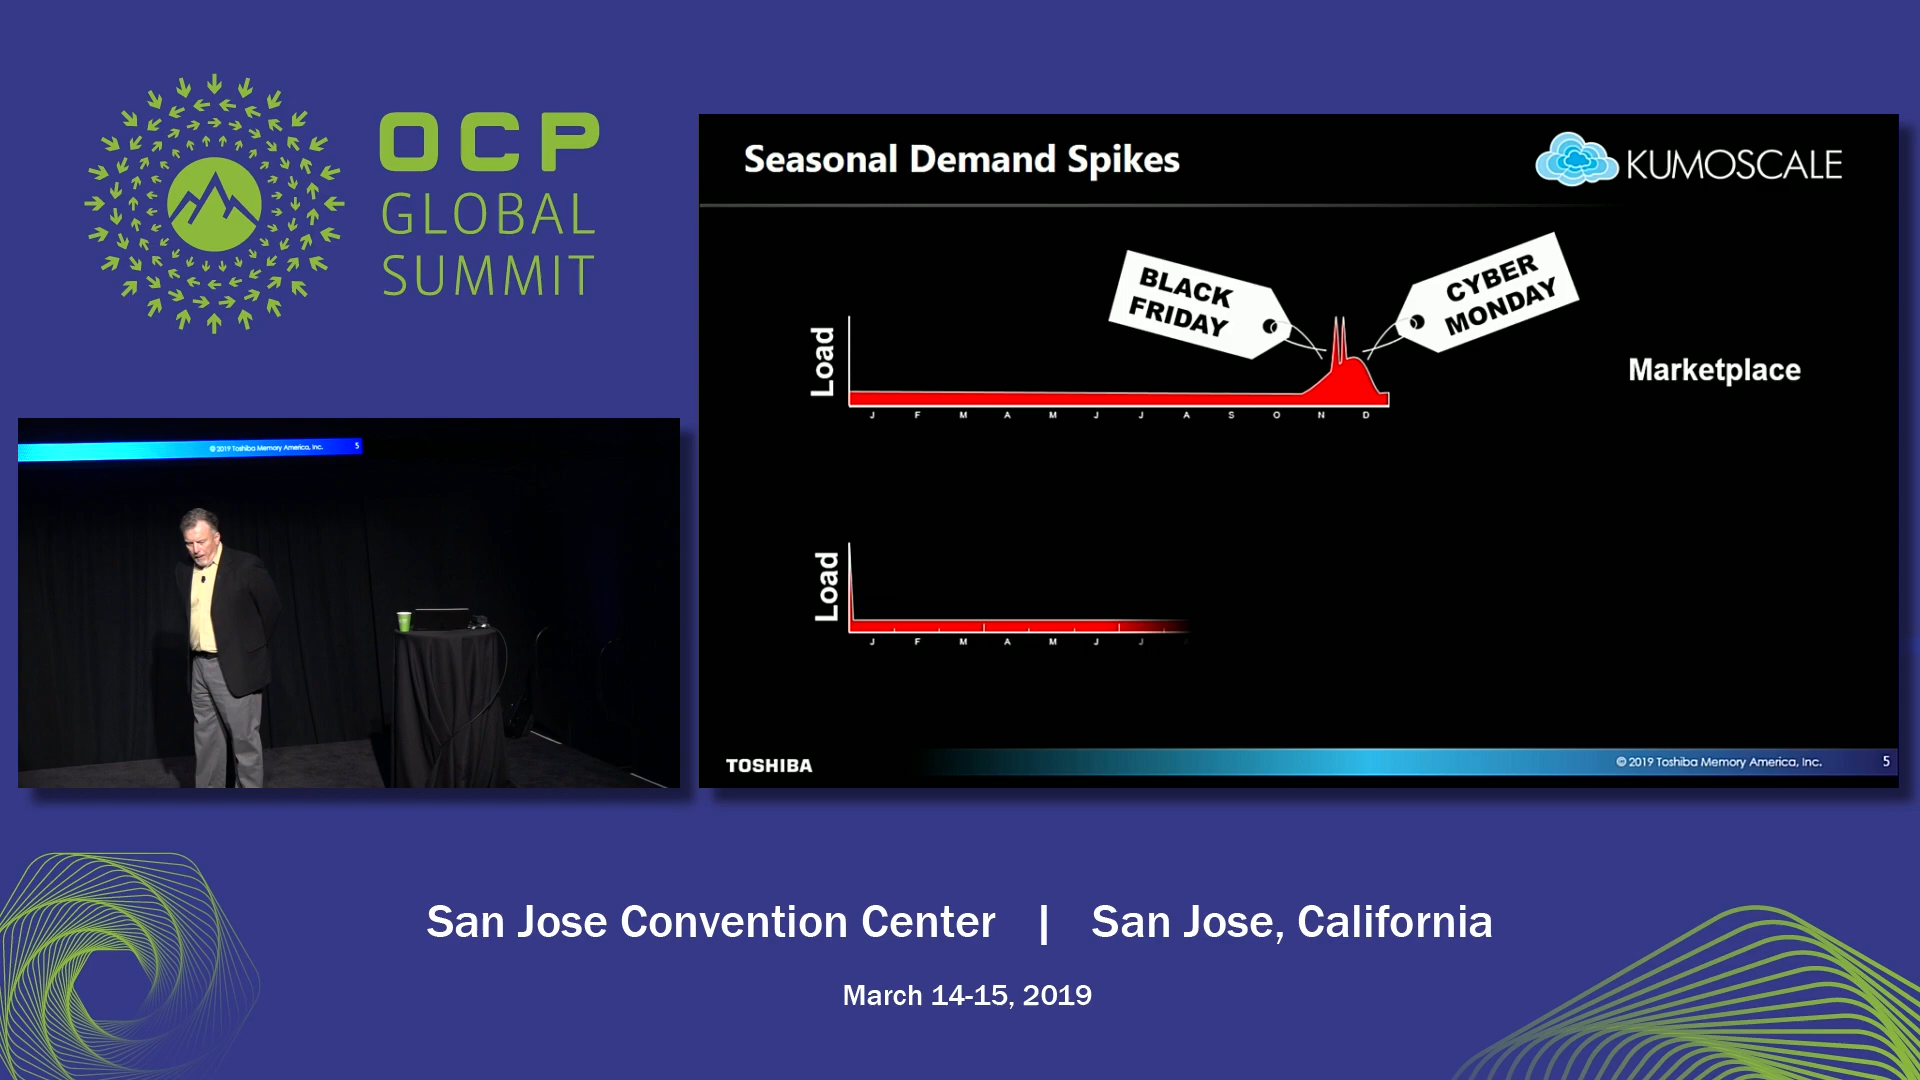 OCP
GLOBAL
SUMMIT
© 2019 Toshiba Memory America, Inc. 5
Seasonal Demand Spikes
KUMOSCALE
BLACK
FRIDAY
CYBER
MONDAY
Load
J F M A M J J A S O N D
Marketplace
Load
J F M A M J J A
TOSHIBA
© 2019 Toshiba Memory America, Inc. 5
San Jose Convention Center | San Jose, California
March 14-15, 2019